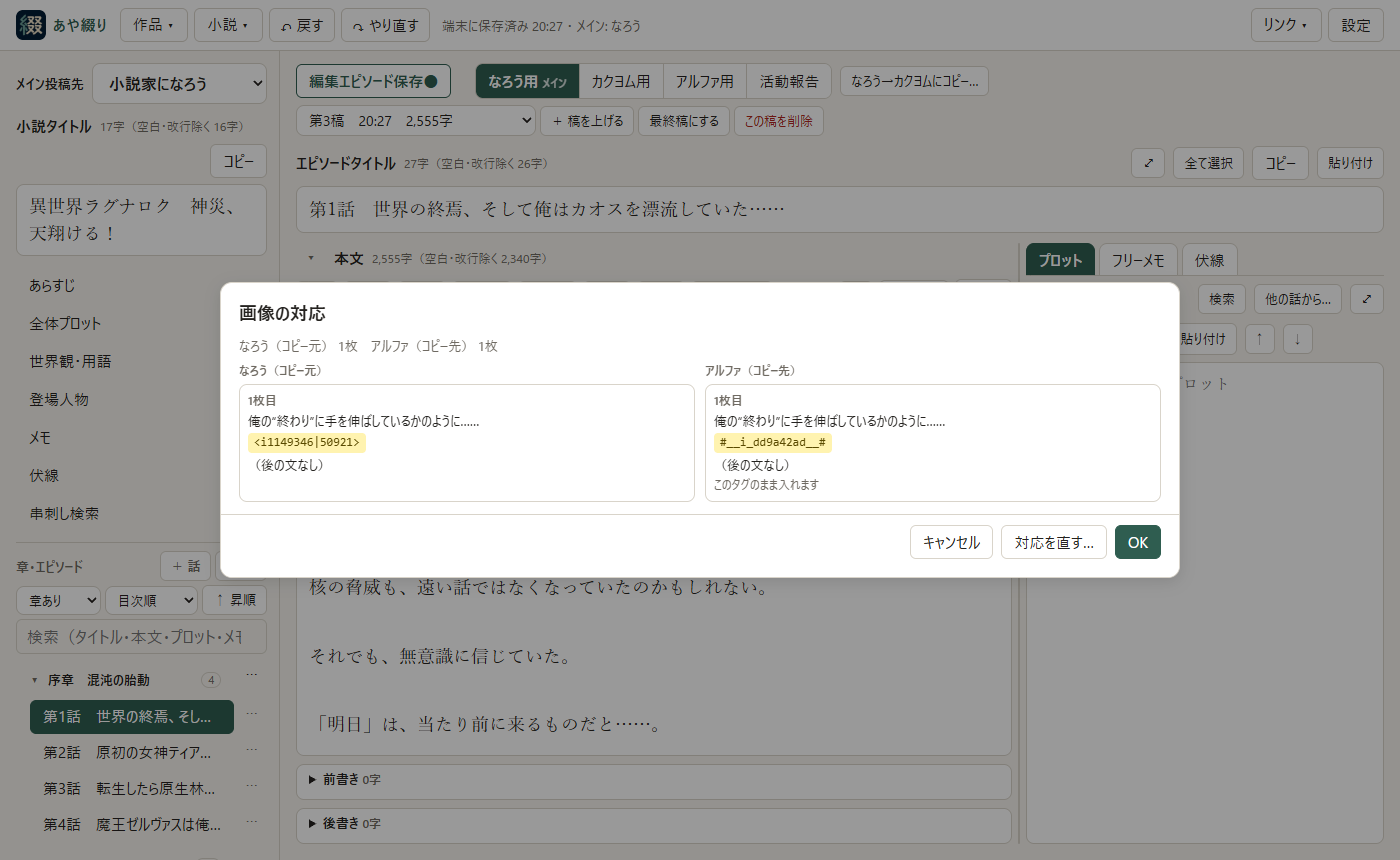 綴 あや綴り 作品 ▾ 小説 ▾ 戻す やり直す 端末に保存済み 20:27・メイン: なろう リンク ▾ 設定
メイン投稿先 小説家になろう
小説タイトル 17字（空白・改行除く16字）
コピー
異世界ラグナロク　神災、
天翔ける！
あらすじ
全体プロット
世界観・用語
登場人物
メモ
伏線
串刺し検索
章・エピソード ＋ 話
章あり 目次順 ↑ 昇順
検索（タイトル・本文・プロット・メモ
▼ 序章　混沌の胎動 4 …
第1話　世界の終焉、そし... …
第2話　原初の女神ティア... …
第3話　転生したら原生林... …
第4話　魔王ゼルヴァスは俺... …
編集エピソード保存● なろう用 メイン カクヨム用 アルファ用 活動報告 なろう→カクヨムにコピー...
第3稿　20:27　2,555字 ＋ 稿を上げる 最終稿にする この稿を削除
エピソードタイトル 27字（空白・改行除く26字） ⤢ 全て選択 コピー 貼り付け
第1話　世界の終焉、そして俺はカオスを漂流していた……
▼ 本文 2,555字（空白・改行除く2,340字）
プロット フリーメモ 伏線
検索 他の話から... ⤢
貼り付け ↑ ↓
ロット
画像の対応
なろう（コピー元） 1枚　アルファ（コピー先） 1枚
なろう（コピー元）
1枚目
俺の“終わり”に手を伸ばしているかのように……
<i1149346|50921>
（後の文なし）
アルファ（コピー先）
1枚目
俺の“終わり”に手を伸ばしているかのように……
#__i_dd9a42ad__#
（後の文なし）
このタグのまま入れます
キャンセル 対応を直す... OK
核の脅威も、遠い話ではなくなっていたのかもしれない。
それでも、無意識に信じていた。
「明日」は、当たり前に来るものだと……。
▶ 前書き 0字
▶ 後書き 0字